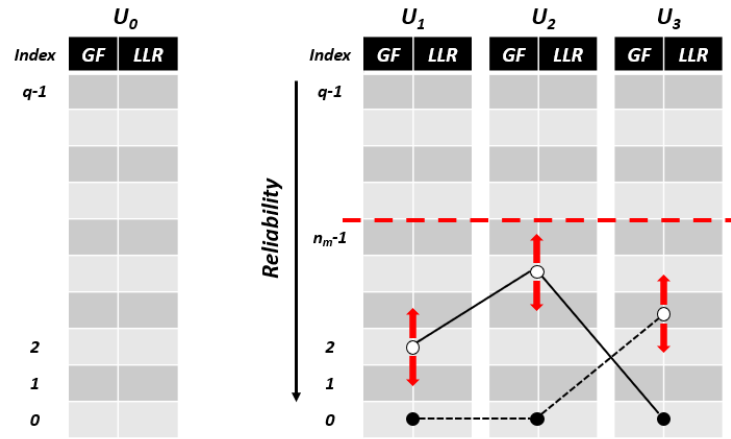 U0 U1 U2 U3
Index GF LLR Index GF LLR GF LLR GF LLR
q-1 q-1
Reliability
nm-1
2 2
1 1
0 0